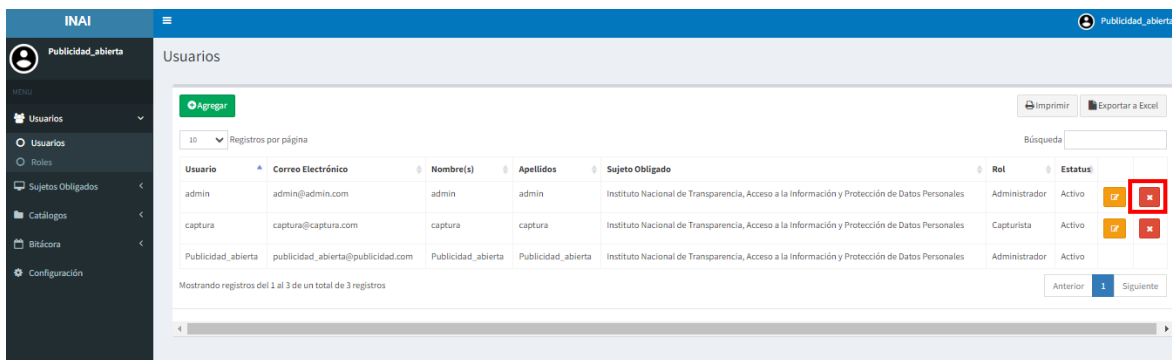 INAI
Publicidad_abierta
Publicidad_abierta
Usuarios
MENU
Usuarios
Usuarios
Roles
Sujetos Obligados
Catálogos
Bitácora
Configuración
Agregar
Imprimir
Exportar a Excel
10 Registros por página
Búsqueda
Usuario Correo Electrónico Nombre(s) Apellidos Sujeto Obligado Rol Estatus
admin admin@admin.com admin admin Instituto Nacional de Transparencia, Acceso a la Información y Protección de Datos Personales Administrador Activo
captura captura@captura.com captura captura Instituto Nacional de Transparencia, Acceso a la Información y Protección de Datos Personales Capturista Activo
Publicidad_abierta publicidad_abierta@publicidad.com Publicidad_abierta Publicidad_abierta Instituto Nacional de Transparencia, Acceso a la Información y Protección de Datos Personales Administrador Activo
Mostrando registros del 1 al 3 de un total de 3 registros
Anterior 1 Siguiente